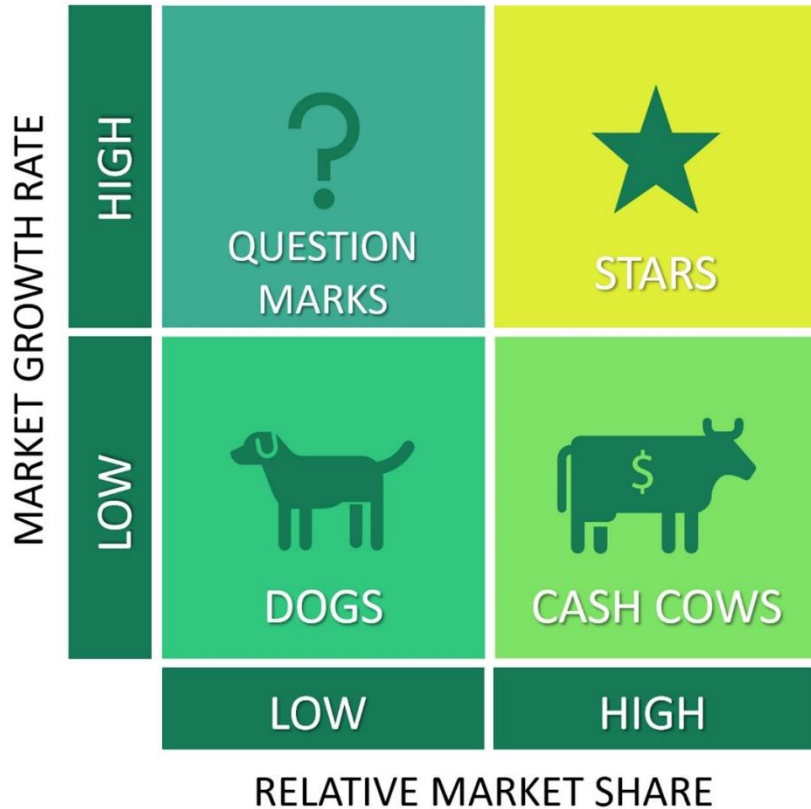 MARKET GROWTH RATE
HIGH
LOW
?
QUESTION
MARKS
STARS
DOGS
$
CASH COWS
LOW
HIGH
RELATIVE MARKET SHARE